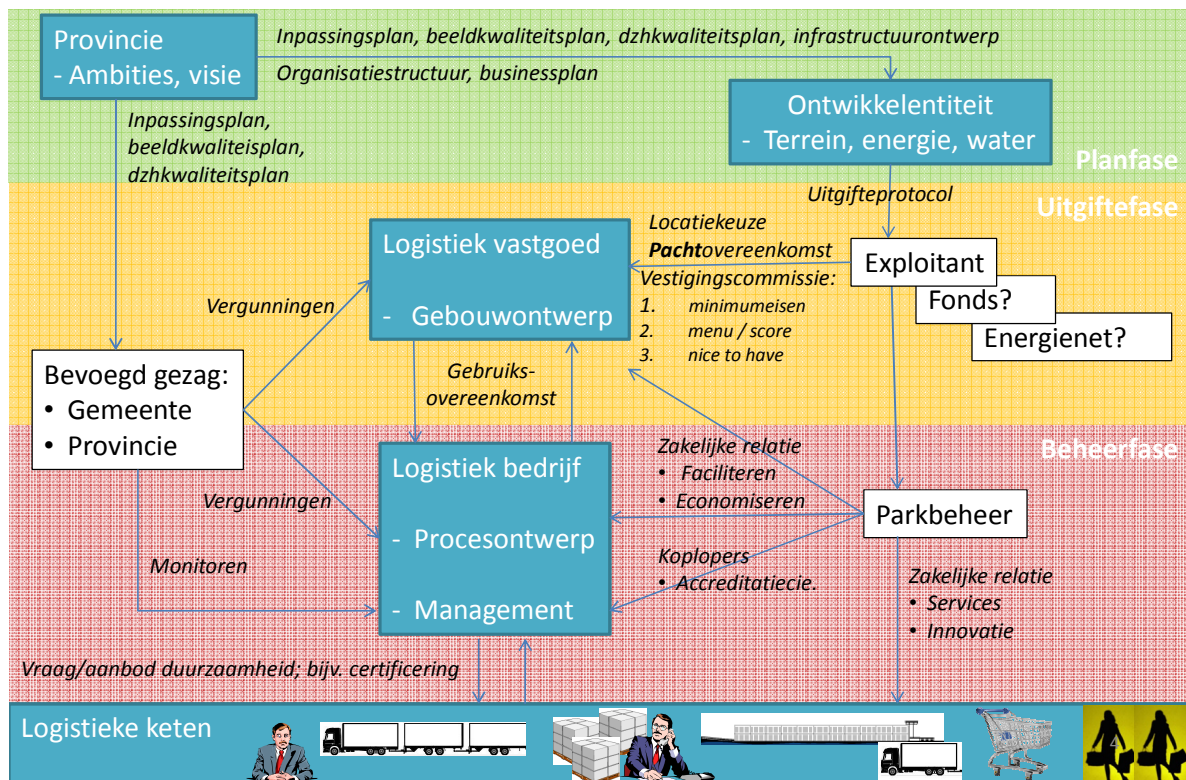 Provincie
- Ambities, visie
Inpassingsplan, beeldkwaliteitsplan, dzhkwaliteitsplan, infrastructuurontwerp
Organisatiestructuur, businessplan
Ontwikkelentiteit
- Terrein, energie, water
Inpassingsplan,
beeldkwaliteisplan,
dzhkwaliteitsplan
Planfase
Uitgifteprotocol
Uitgiftefase
Logistiek vastgoed
- Gebouwontwerp
Locatiekeuze
Pachtovereenkomst
Vestigingscommissie:
1. minimumeisen
2. menu / score
3. nice to have
Exploitant
Fonds?
Energienet?
Vergunningen
Bevoegd gezag:
• Gemeente
• Provincie
Gebruiks-
overeenkomst
Beheerfase
Logistiek bedrijf
- Procesontwerp
- Management
Zakelijke relatie
• Faciliteren
• Economiseren
Vergunningen
Parkbeheer
Monitoren
Koplopers
• Accreditatiecie.
Zakelijke relatie
• Services
• Innovatie
Vraag/aanbod duurzaamheid; bijv. certificering
Logistieke keten
4